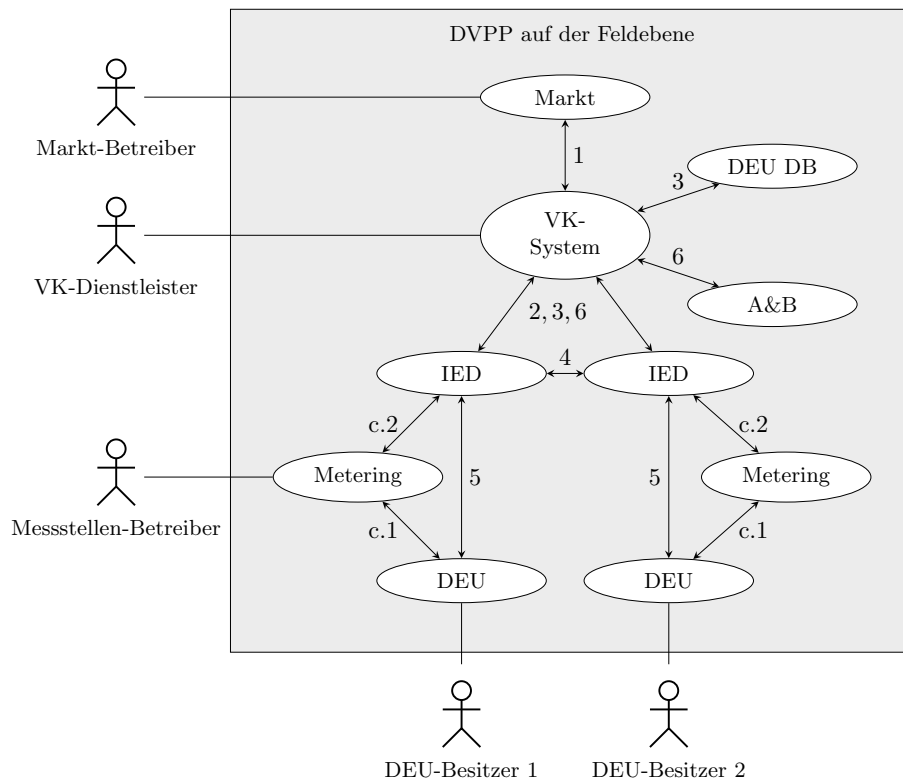 DVPP auf der Feldebene
Markt
Markt-Betreiber
1
DEU DB
3
VK-
System
VK-Dienstleister
6
A&B
2, 3, 6
IED
4
IED
c.2
c.2
Metering
5
5
Metering
Messstellen-Betreiber
c.1
c.1
DEU
DEU
DEU-Besitzer 1
DEU-Besitzer 2